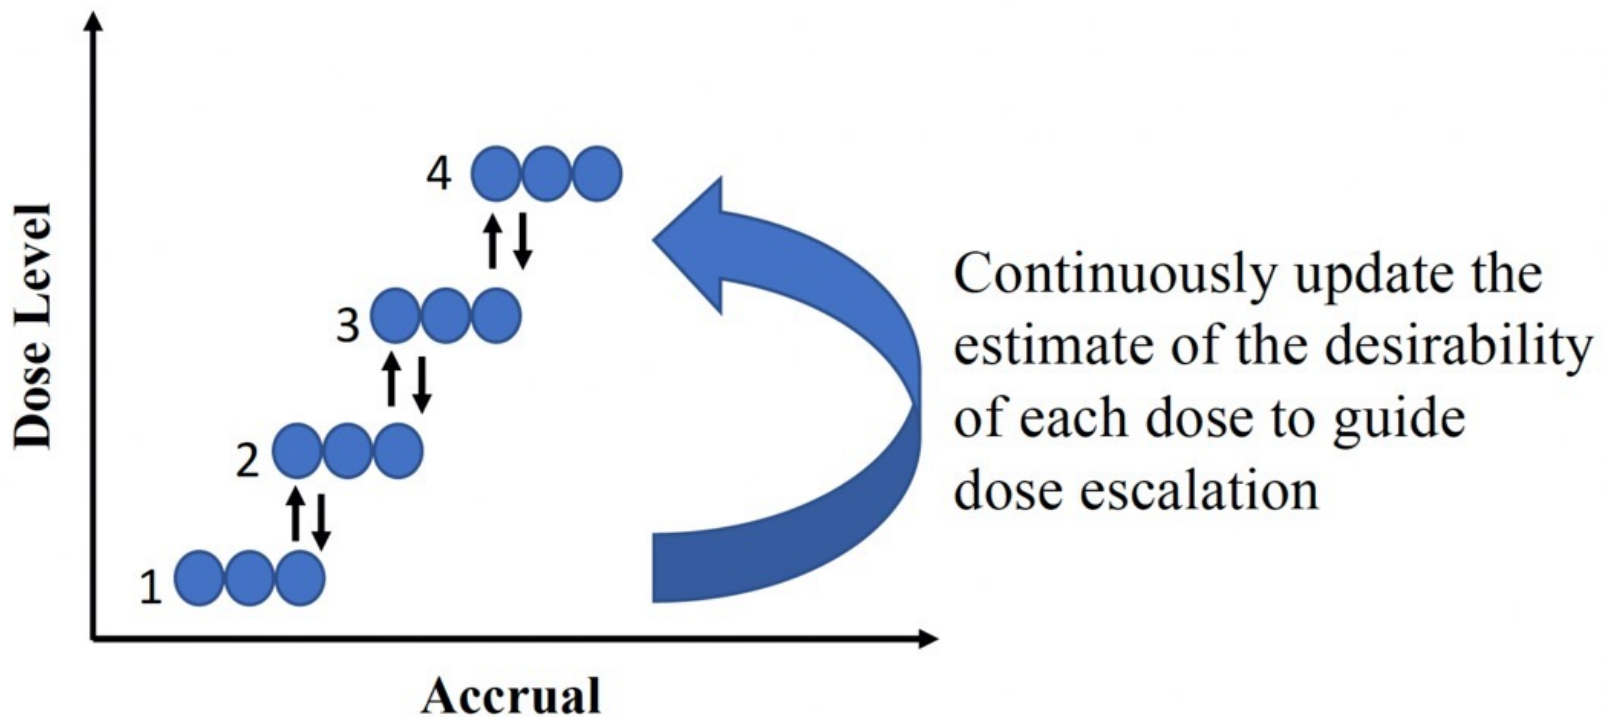 Dose Level
4
3
2
1
Accrual
Continuously update the
estimate of the desirability
of each dose to guide
dose escalation